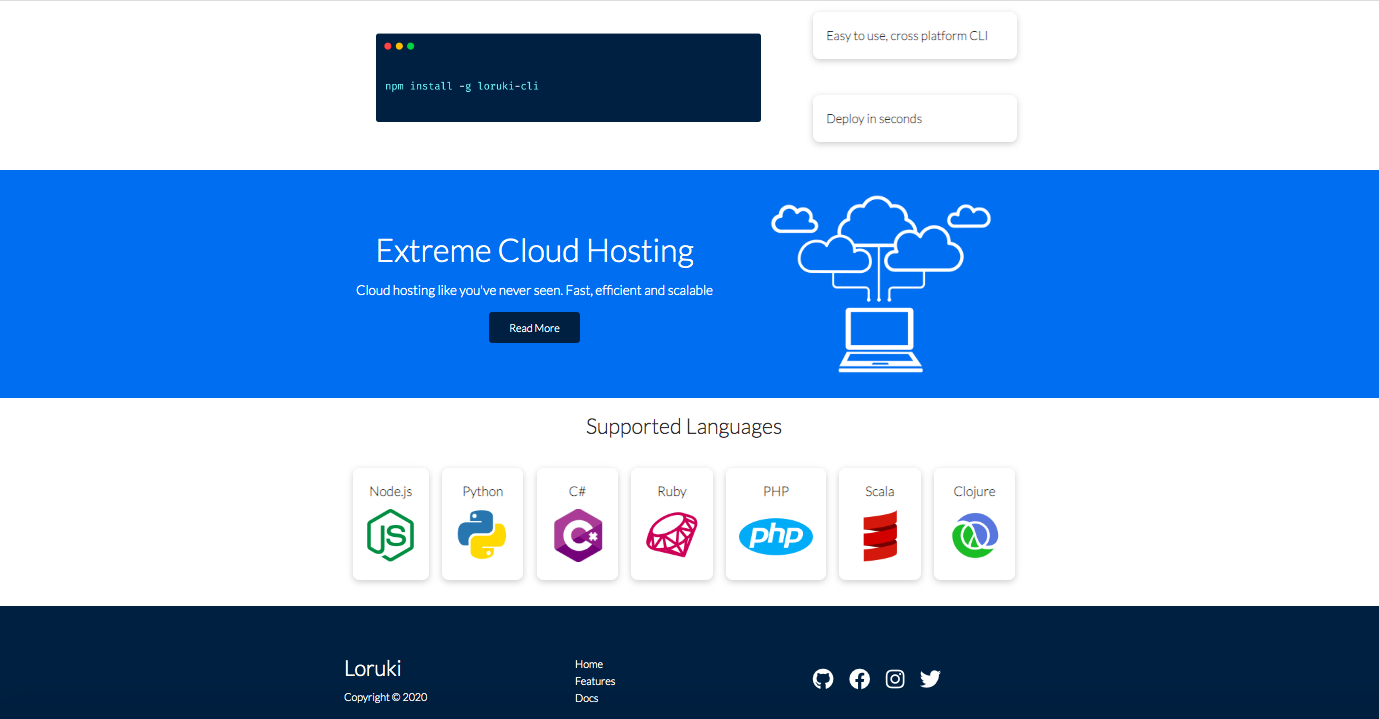 npm install -g loruki-cli
Easy to use, cross platform CLI
Deploy in seconds
Extreme Cloud Hosting
Cloud hosting like you've never seen. Fast, efficient and scalable
Read More
Supported Languages
Node.js
JS
Python
C#
C
Ruby
PHP
php
Scala
Clojure
Loruki
Copyright © 2020
Home
Features
Docs